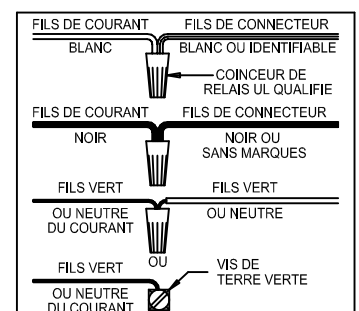 FILS DE COURANT FILS DE CONNECTEUR
BLANC BLANC OU IDENTIFIABLE
COINCEUR DE
RELAIS UL QUALIFIE
FILS DE COURANT FILS DE CONNECTEUR
NOIR NOIR OU
SANS MARQUES
FILS VERT FILS VERT
OU NEUTRE OU NEUTRE
DU COURANT
OU
FILS VERT VIS DE
TERRE VERTE
OU NEUTRE
DU COURANT